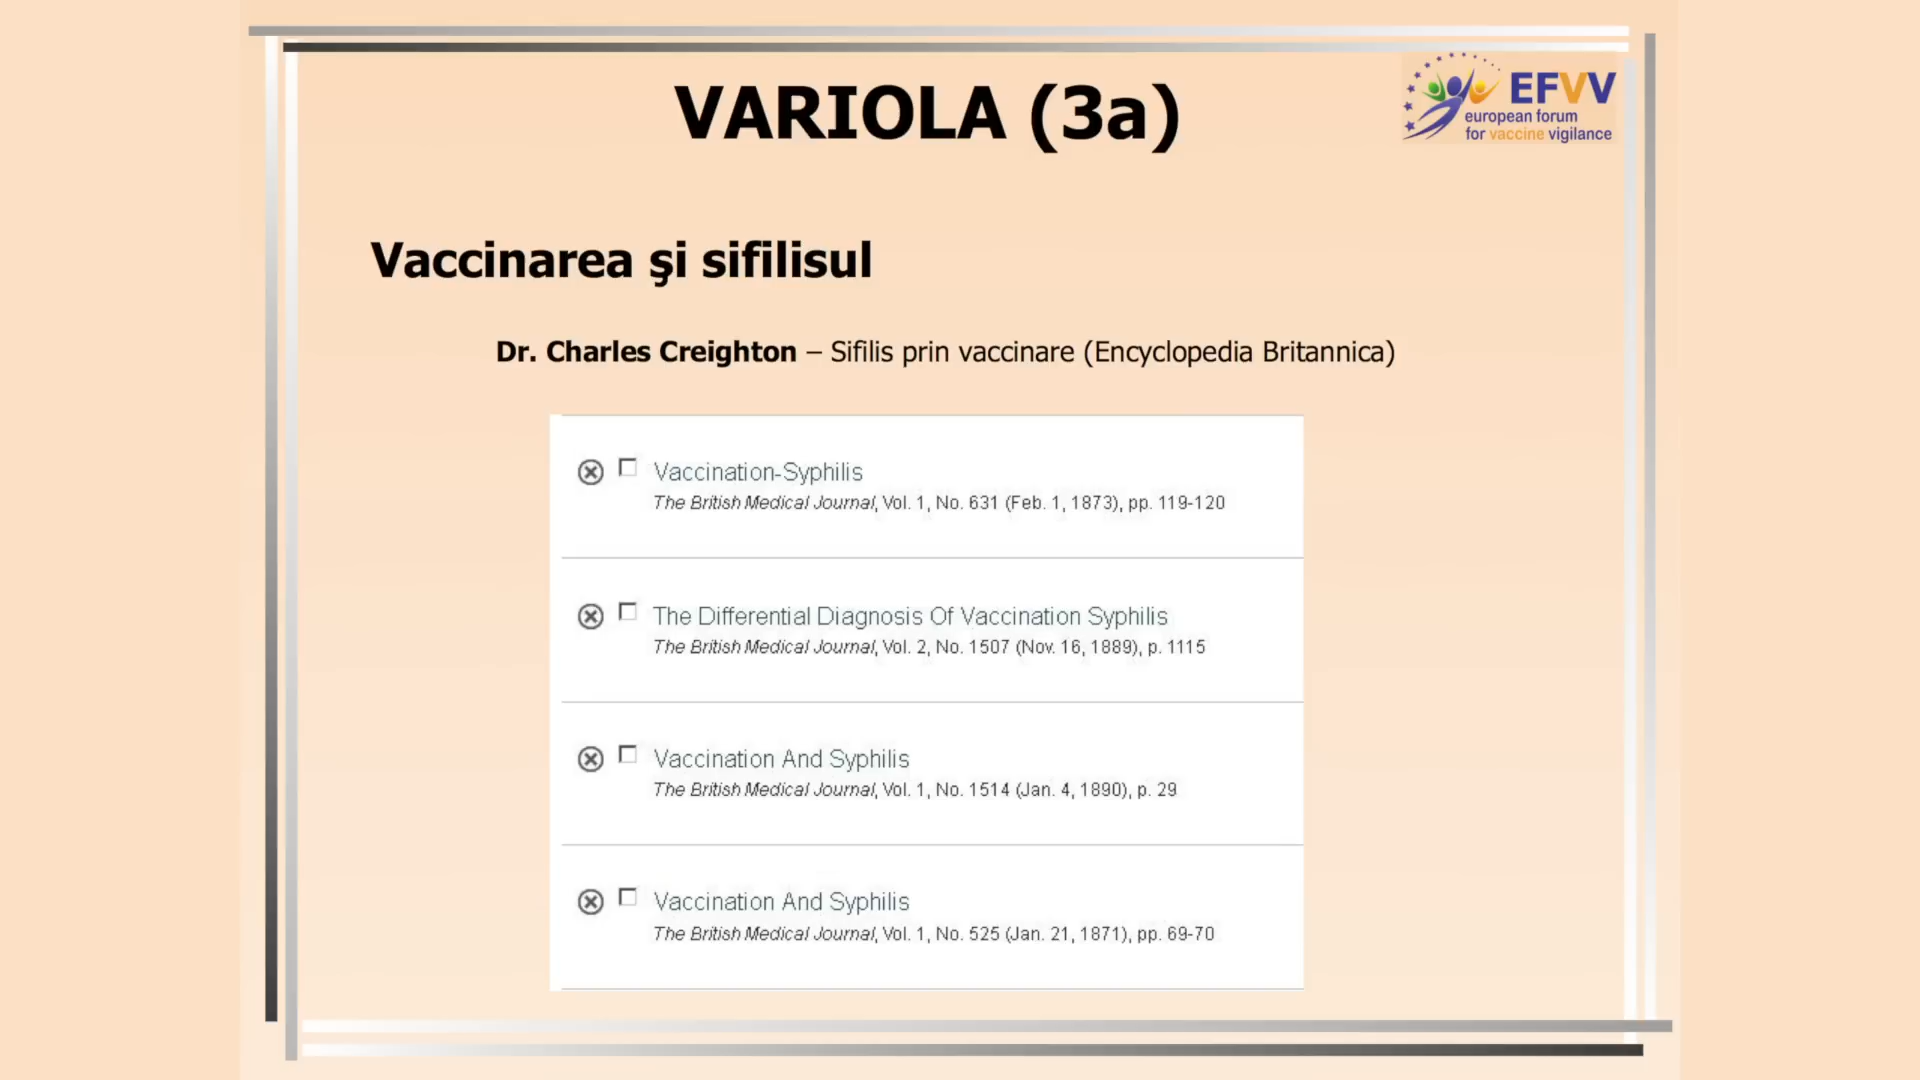 VARIOLA (3a)
EFVV
european forum
for vaccine vigilance
Vaccinarea şi sifilisul
Dr. Charles Creighton – Sifilis prin vaccinare (Encyclopedia Britannica)
Vaccination-Syphilis
The British Medical Journal, Vol. 1, No. 631 (Feb. 1, 1873), pp. 119-120
The Differential Diagnosis Of Vaccination Syphilis
The British Medical Journal, Vol. 2, No. 1507 (Nov. 16, 1889), p. 1115
Vaccination And Syphilis
The British Medical Journal, Vol. 1, No. 1514 (Jan. 4, 1890), p. 29
Vaccination And Syphilis
The British Medical Journal, Vol. 1, No. 525 (Jan. 21, 1871), pp. 69-70